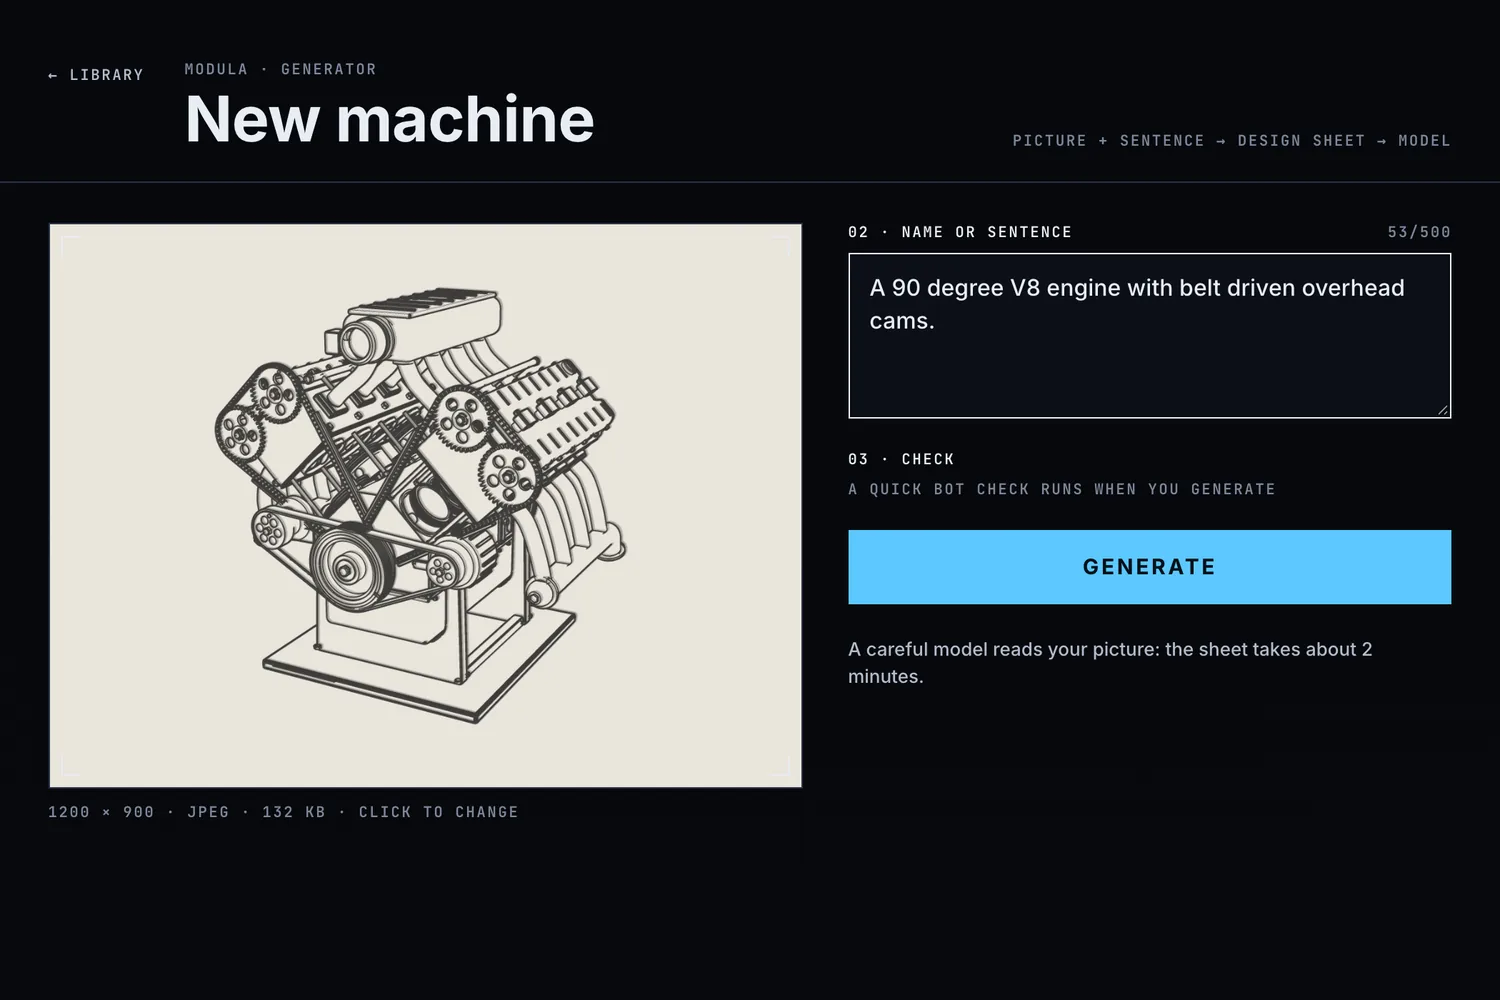 ← LIBRARY
MODULA · GENERATOR
New machine
PICTURE + SENTENCE → DESIGN SHEET → MODEL
02 · NAME OR SENTENCE
53/500
A 90 degree V8 engine with belt driven overhead
cams.
03 · CHECK
A QUICK BOT CHECK RUNS WHEN YOU GENERATE
GENERATE
A careful model reads your picture: the sheet takes about 2
minutes.
1200 × 900 · JPEG · 132 KB · CLICK TO CHANGE